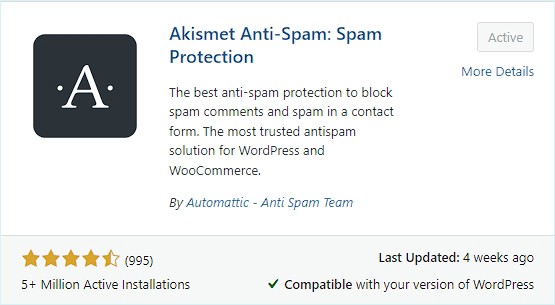 ·A·
Akismet Anti-Spam: Spam
Protection
Active
More Details
The best anti-spam protection to block
spam comments and spam in a contact
form. The most trusted antispam
solution for WordPress and
WooCommerce.
By Automattic - Anti Spam Team
(995)
Last Updated: 4 weeks ago
5+ Million Active Installations
Compatible with your version of WordPress